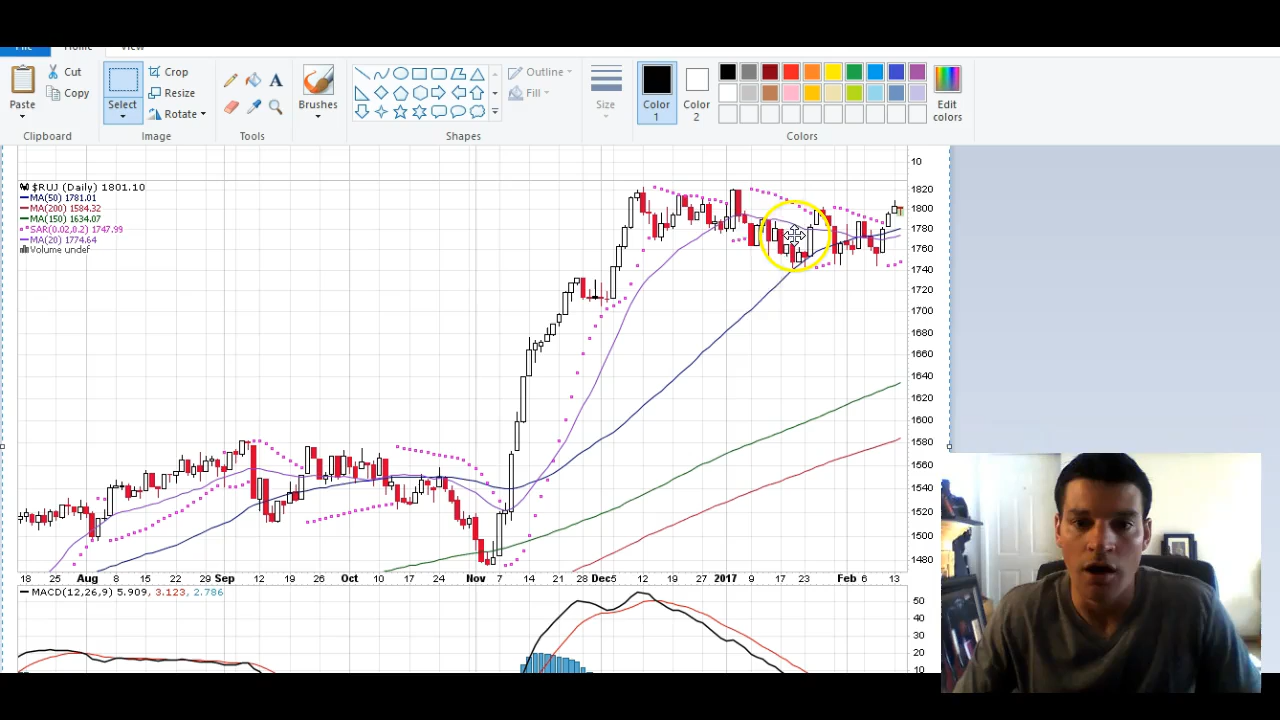 File Home View
Cut
Copy
Paste
Clipboard
Select
Crop
Resize
Rotate
Image
A
Tools
Brushes
Shapes
Outline
Fill
Size
Color 1
Color 2
Edit colors
Colors
$RUJ (Daily) 1801.10
MA(50) 1781.01
MA(200) 1584.32
MA(150) 1634.07
SAR(0.02,0.2) 1747.99
MA(20) 1774.64
Volume undef
10
1820
1800
1780
1760
1740
1720
1700
1680
1660
1640
1620
1600
1580
1560
1540
1520
1500
1480
18 25 Aug 8 15 22 29 Sep 12 19 26 Oct 10 17 24 Nov 7 14 21 28 Dec 5 12 19 27 2017 9 17 23 Feb 6 13
MACD(12,26,9) 5.909, 3.123, 2.786
50
40
30
20
10